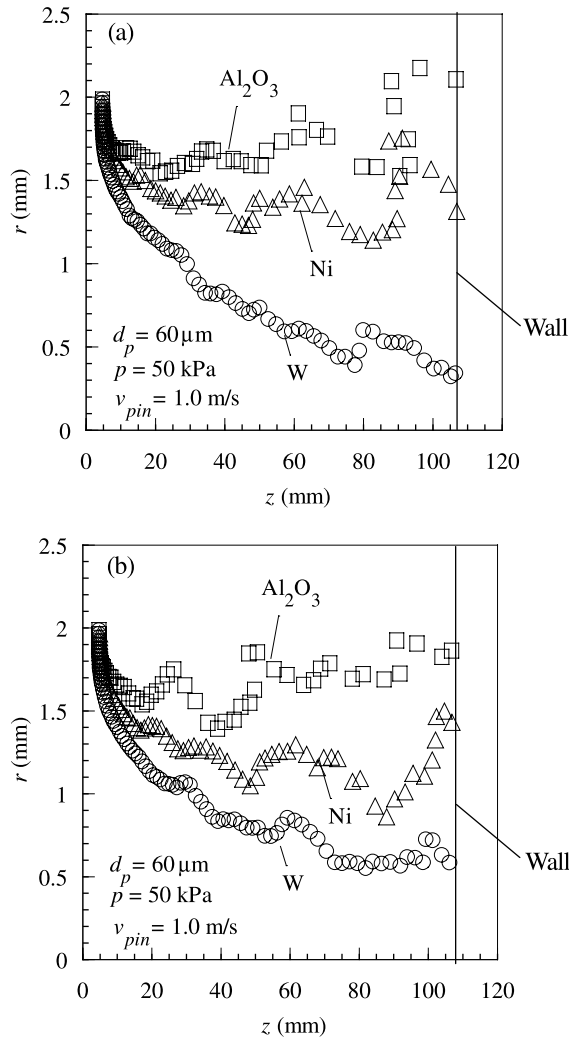 (a)
2.5
2
1.5
1
0.5
0
r (mm)
Al₂O₃
Ni
W
Wall
dₚ = 60 µm
p = 50 kPa
vₚᵢₙ = 1.0 m/s
0 20 40 60 80 100 120
z (mm)
(b)
2.5
2
1.5
1
0.5
0
r (mm)
Al₂O₃
Ni
W
Wall
dₚ = 60 µm
p = 50 kPa
vₚᵢₙ = 1.0 m/s
0 20 40 60 80 100 120
z (mm)